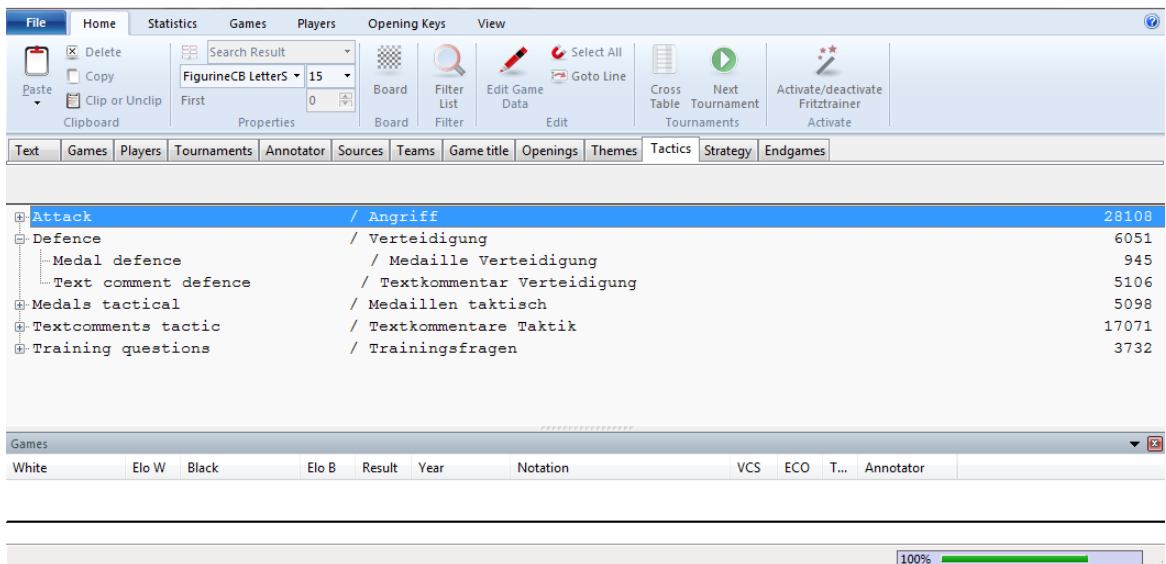 File Home Statistics Games Players Opening Keys View
Delete Search Result Select All
Copy FigurineCB LetterS 15 Goto Line
Paste Clip or Unclip First 0 Board Filter List Edit Game Data Cross Table Next Tournament Activate/deactivate Fritztrainer
Clipboard Properties Board Filter Edit Tournaments Activate
Text Games Players Tournaments Annotator Sources Teams Game title Openings Themes Tactics Strategy Endgames
Attack / Angriff 28108
Defence / Verteidigung 6051
Medal defence / Medaille Verteidigung 945
Text comment defence / Textkommentar Verteidigung 5106
Medals tactical / Medaillen taktisch 5098
Textcomments tactic / Textkommentare Taktik 17071
Training questions / Trainingsfragen 3732
Games
White Elo W Black Elo B Result Year Notation VCS ECO T... Annotator
100%